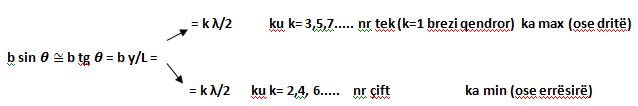 = k λ/2 ku k= 3,5,7..... nr tek (k=1 brezi qendror) ka max (ose dritë)
b sin θ ≅ b tg θ = b y/L =
= k λ/2 ku k= 2,4, 6..... nr çift ka min (ose errësirë)